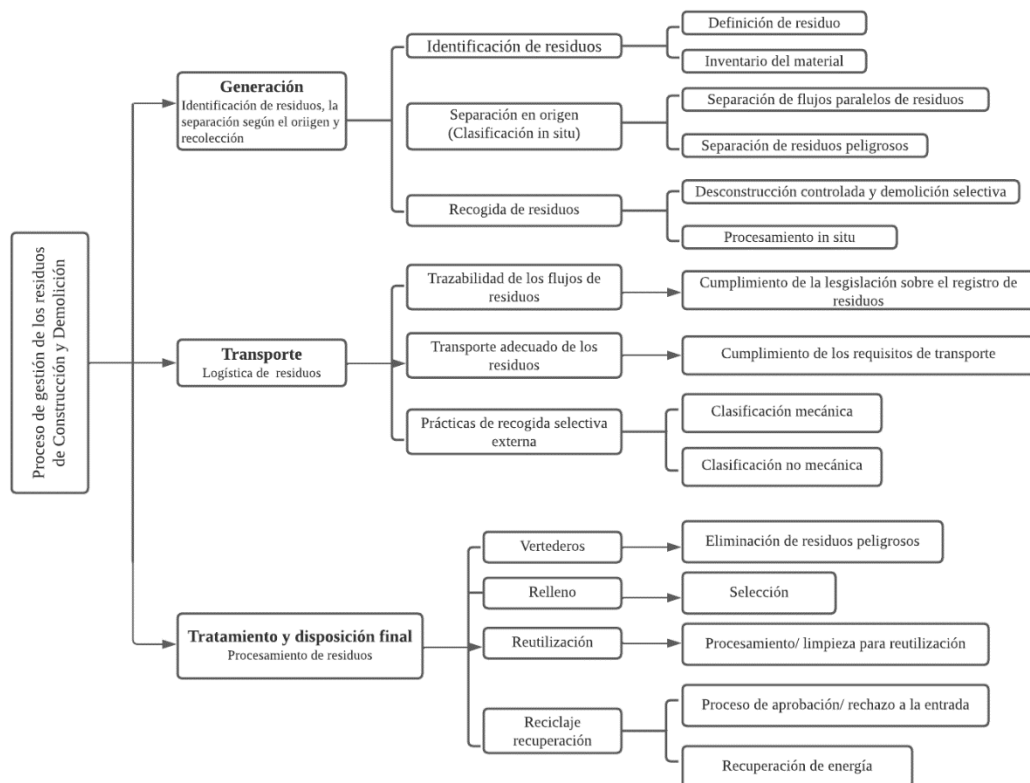 Proceso de gestión de los residuos
de Construcción y Demolición
Generación
Identificación de residuos, la
separación según el oriigen y
recolección
Identificación de residuos
Definición de residuo
Inventario del material
Separación en origen
(Clasificación in situ)
Separación de flujos paralelos de residuos
Separación de residuos peligrosos
Recogida de residuos
Desconstrucción controlada y demolición selectiva
Procesamiento in situ
Transporte
Logística de residuos
Trazabilidad de los flujos de
residuos
Cumplimiento de la lesgislación sobre el registro de
residuos
Transporte adecuado de los
residuos
Cumplimiento de los requisitos de transporte
Prácticas de recogida selectiva
externa
Clasificación mecánica
Clasificación no mecánica
Tratamiento y disposición final
Procesamiento de residuos
Vertederos
Eliminación de residuos peligrosos
Relleno
Selección
Reutilización
Procesamiento/ limpieza para reutilización
Reciclaje
recuperación
Proceso de aprobación/ rechazo a la entrada
Recuperación de energía